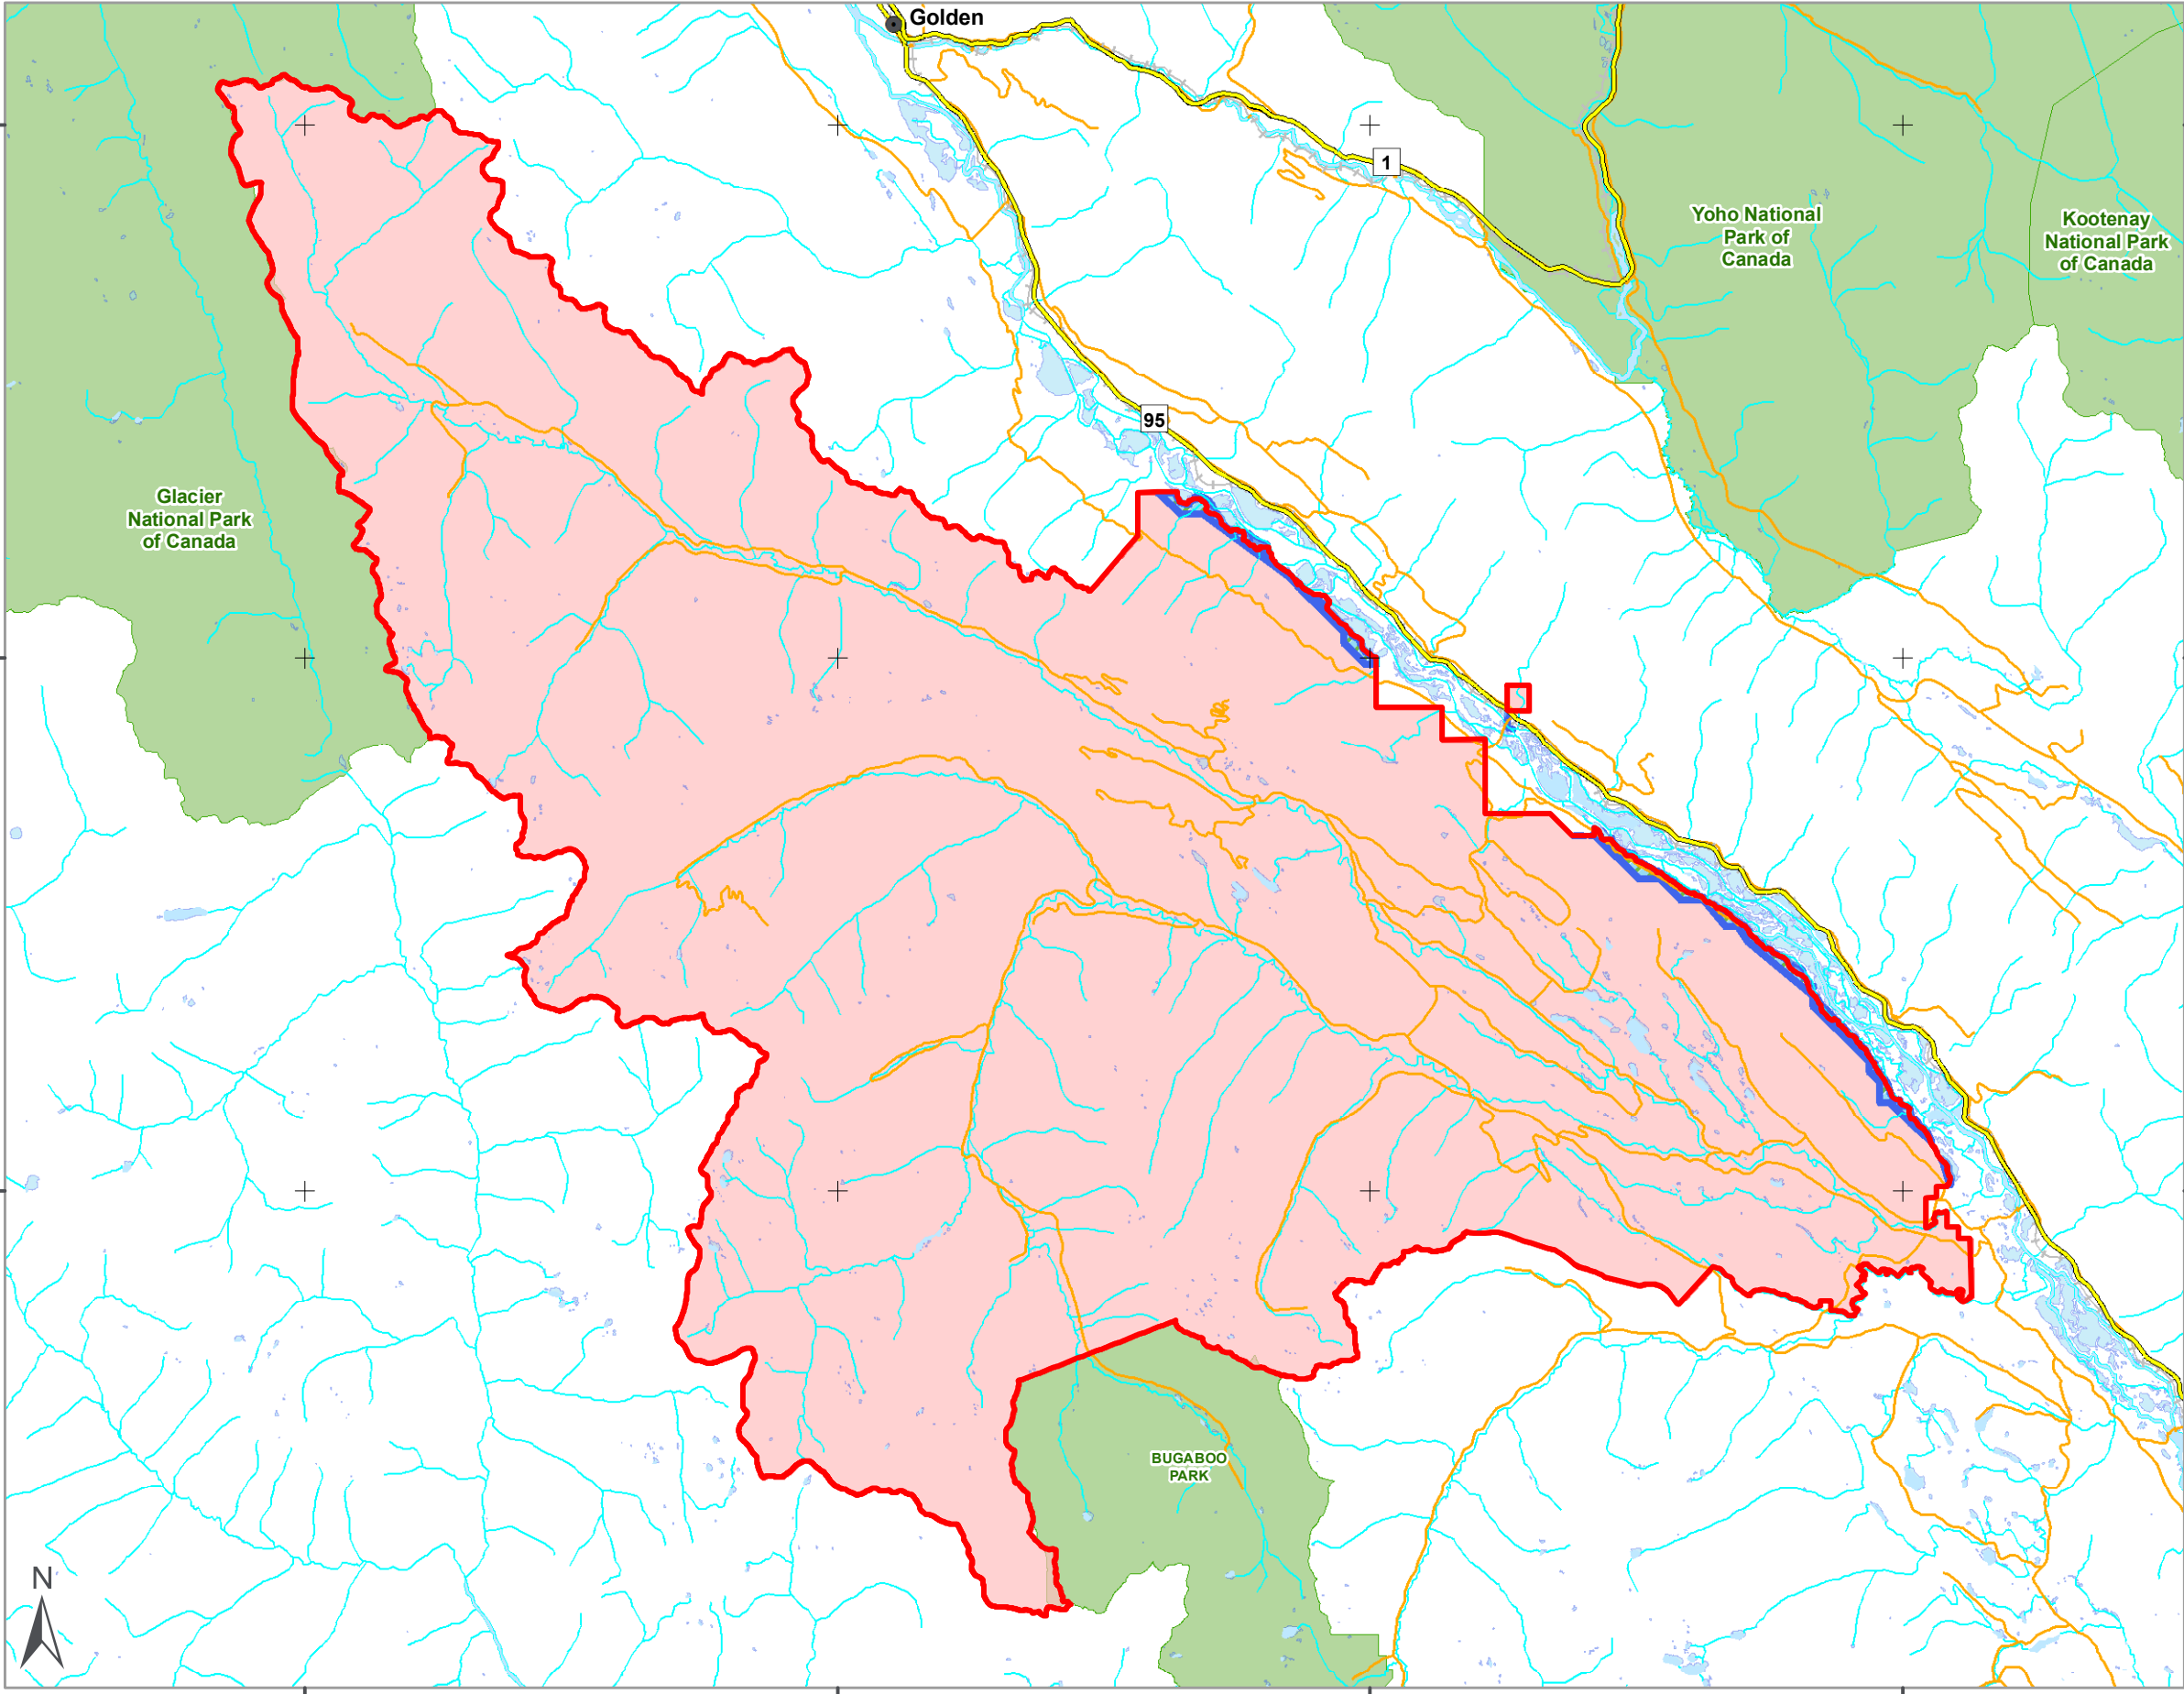 Golden
1
Yoho National
Park of
Canada
Kootenay
National Park
of Canada
95
Glacier
National Park
of Canada
BUGABOO
PARK
N